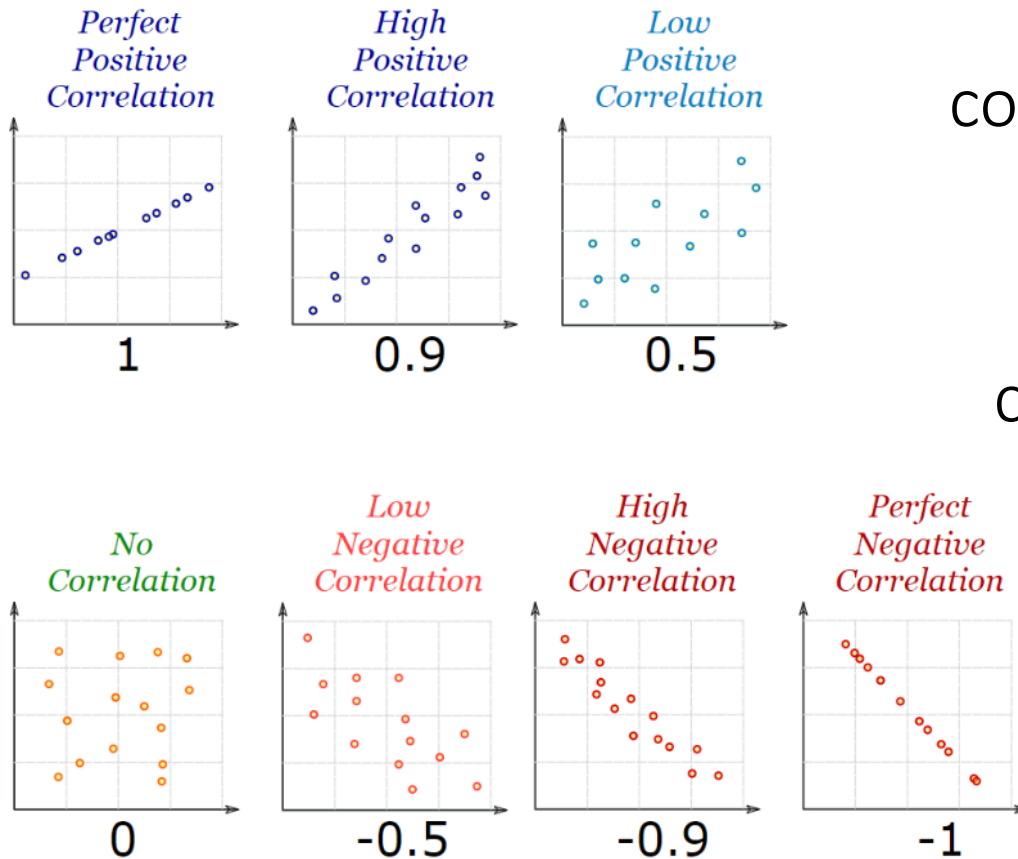 Perfect
Positive
Correlation
High
Positive
Correlation
Low
Positive
Correlation
CO
1
0.9
0.5
C
No
Correlation
Low
Negative
Correlation
High
Negative
Correlation
Perfect
Negative
Correlation
0
-0.5
-0.9
-1